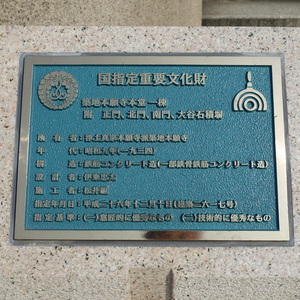 国指定重要文化財
築地本願寺本堂 一棟
附 正門、北門、南門、大谷石積塀
所有者：浄土真宗本願寺派築地本願寺
年代：昭和九年（一九三四）
構造：鉄筋コンクリート造（一部鉄骨鉄筋コンクリート造）
設計者：伊東忠太
施工者：松井組
指定年月日：平成二十六年十二月十日（総第二六一七号）
指定基準：（一）意匠的に優秀なもの （二）技術的に優秀なもの